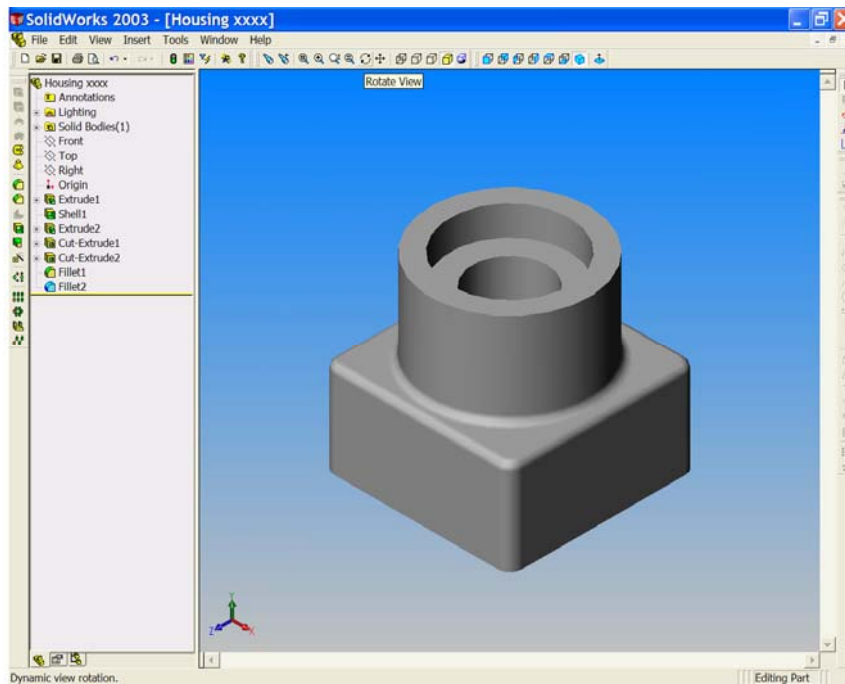 SolidWorks 2003 - [Housing xxxx]
File Edit View Insert Tools Window Help
Rotate View
Housing xxxx
Annotations
Lighting
Solid Bodies(1)
Front
Top
Right
Origin
Extrude1
Shell1
Extrude2
Cut-Extrude1
Cut-Extrude2
Fillet1
Fillet2
Y
Z X
Dynamic view rotation. Editing Part